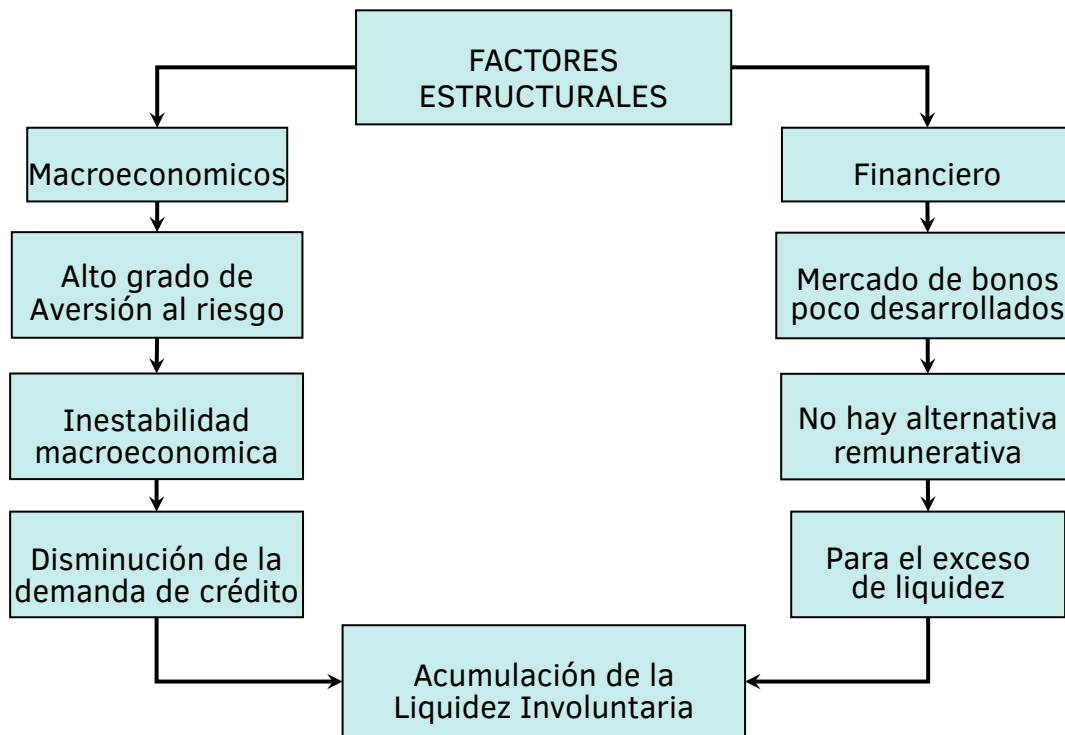 FACTORES
ESTRUCTURALES
Macroeconomicos
Alto grado de
Aversión al riesgo
Inestabilidad
macroeconomica
Disminución de la
demanda de crédito
Financiero
Mercado de bonos
poco desarrollados
No hay alternativa
remunerativa
Para el exceso
de liquidez
Acumulación de la
Liquidez Involuntaria